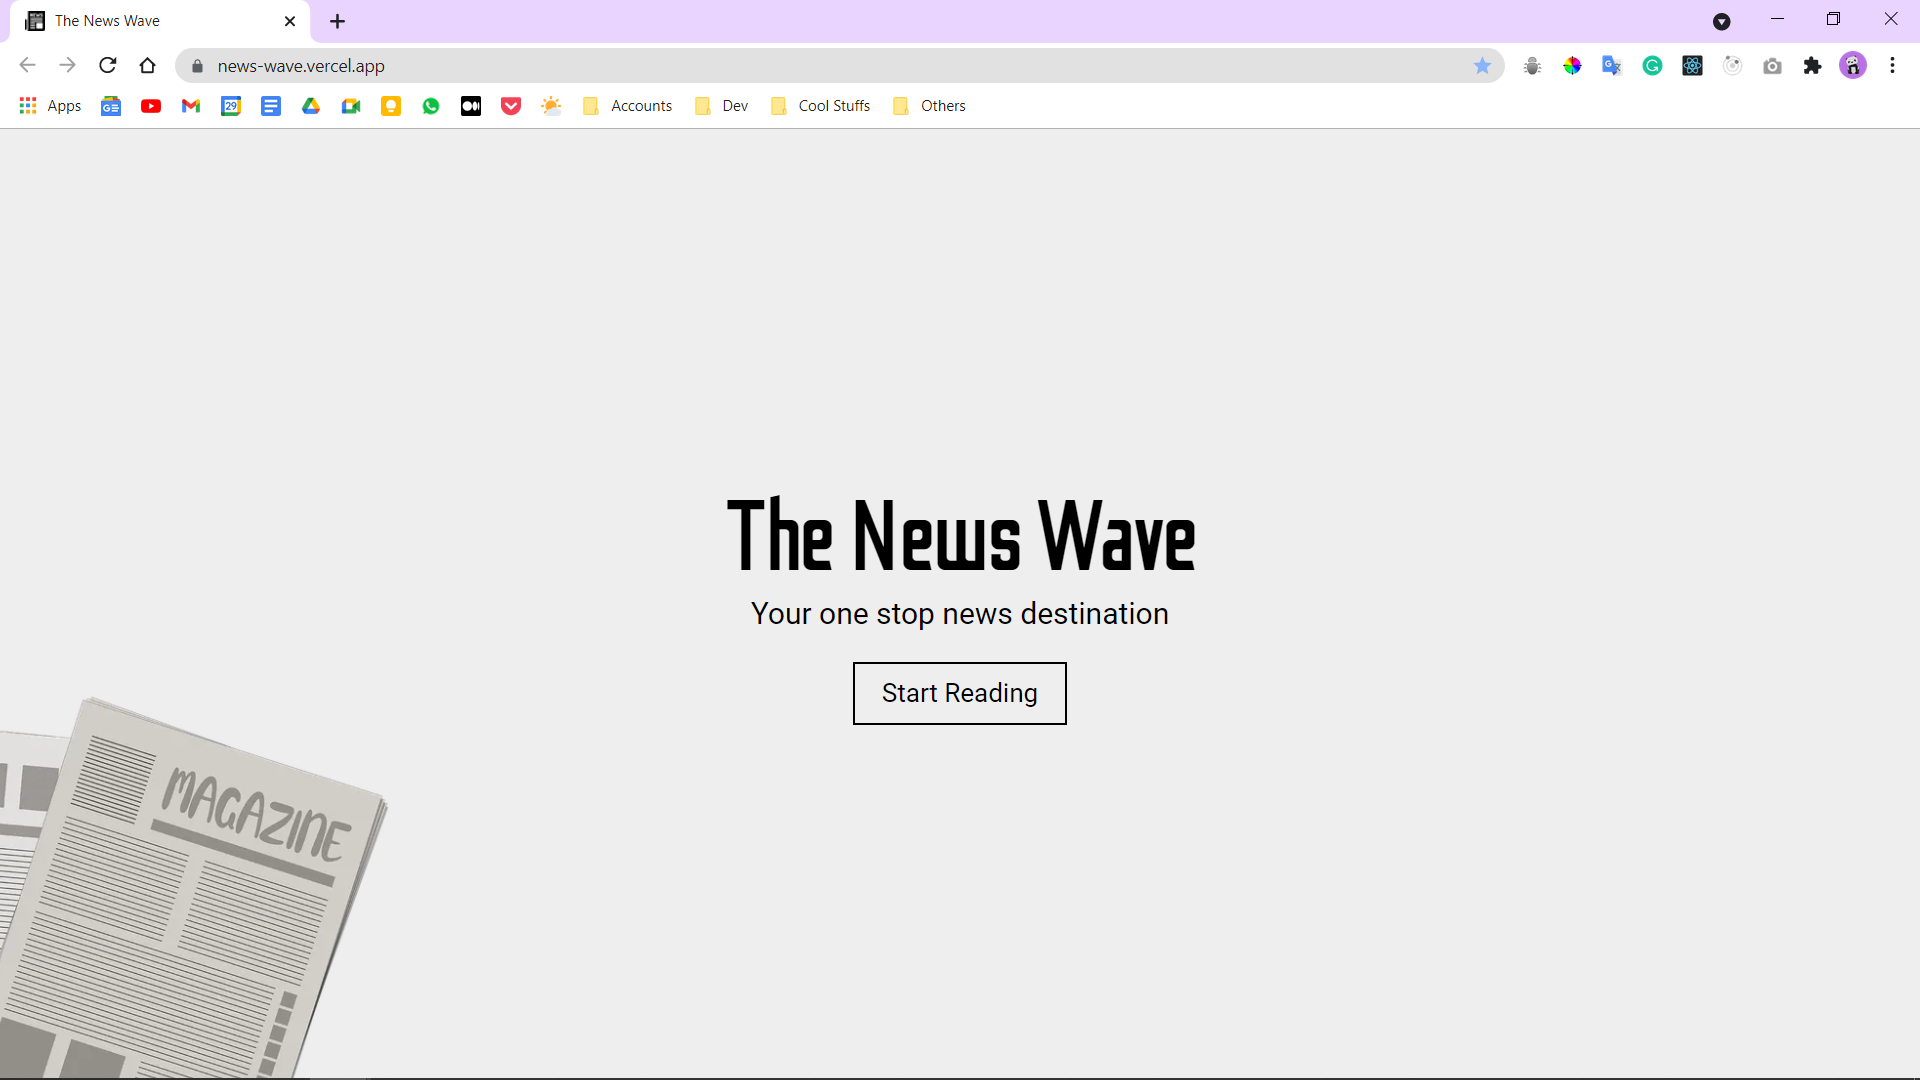 The News Wave
news-wave.vercel.app
Apps
29
Accounts
Dev
Cool Stuffs
Others
The News Wave
Your one stop news destination
Start Reading
MAGAZINE